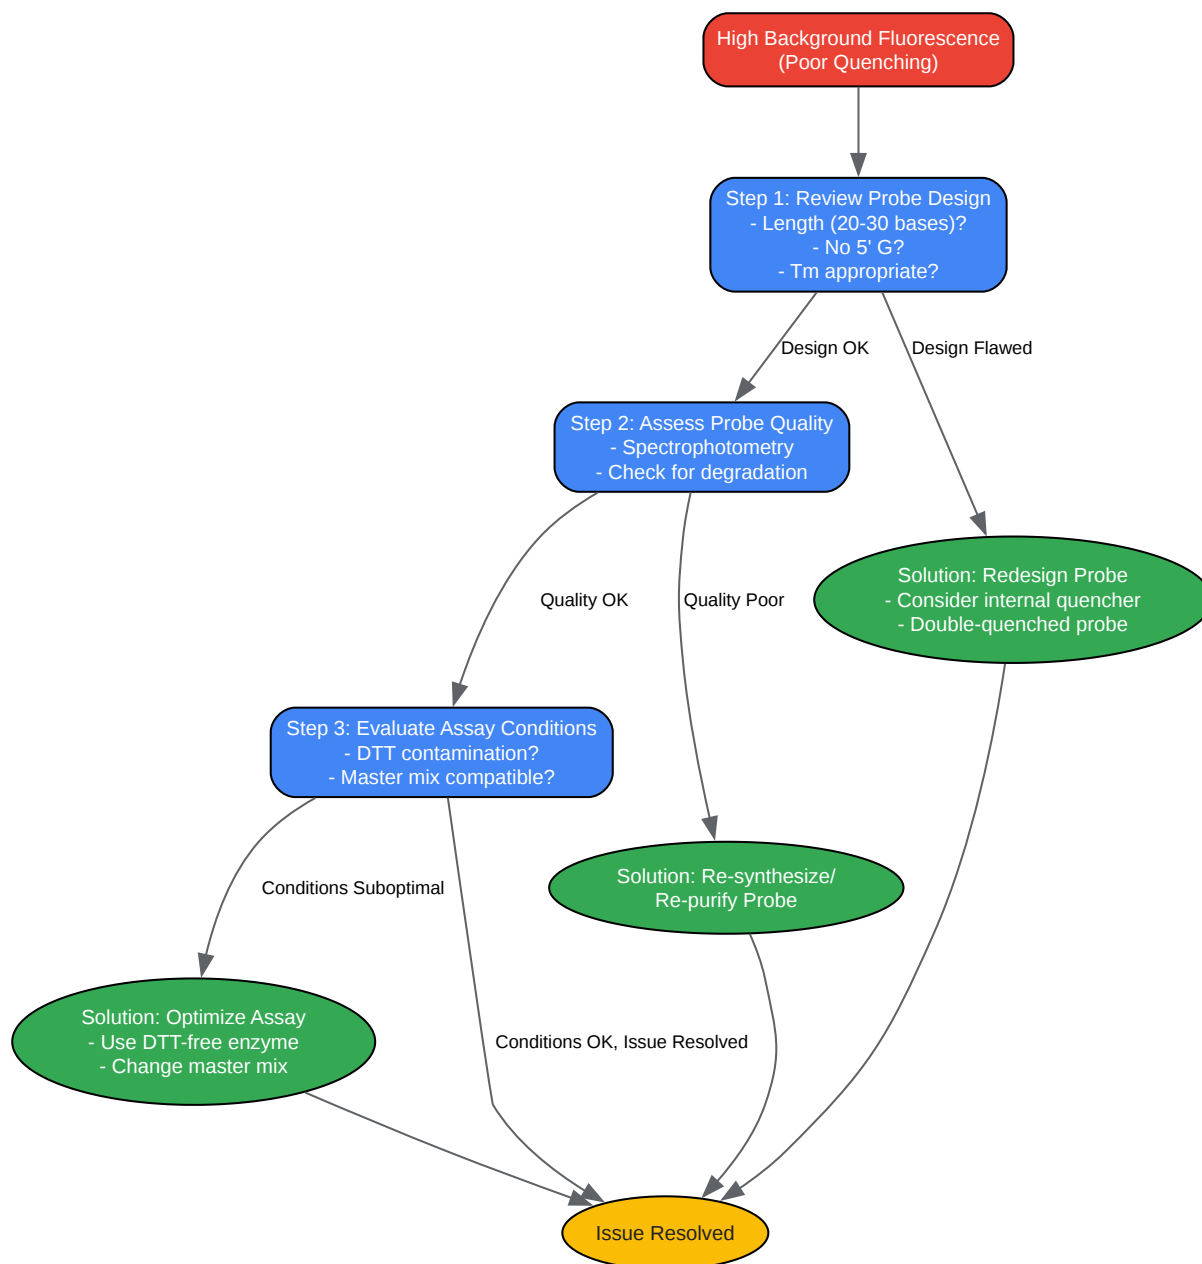 High Background Fluorescence
(Poor Quenching)
Step 1: Review Probe Design
- Length (20-30 bases)?
- No 5' G?
- Tm appropriate?
Design OK
Design Flawed
Step 2: Assess Probe Quality
- Spectrophotometry
- Check for degradation
Solution: Redesign Probe
- Consider internal quencher
- Double-quenched probe
Quality OK
Quality Poor
Step 3: Evaluate Assay Conditions
- DTT contamination?
- Master mix compatible?
Solution: Re-synthesize/
Re-purify Probe
Conditions Suboptimal
Solution: Optimize Assay
- Use DTT-free enzyme
- Change master mix
Conditions OK, Issue Resolved
Issue Resolved